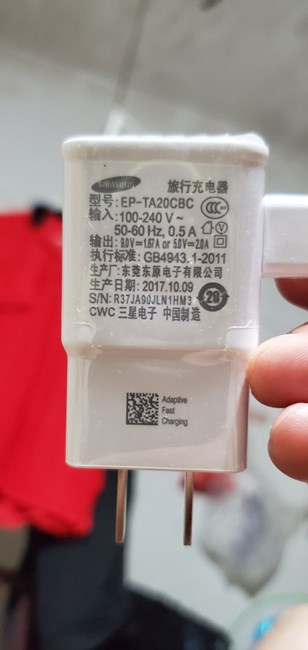 SAMSUNG 旅行充电器
型号: EP-TA20CBC
输入: 100-240 V ~
50-60 Hz, 0.5 A
输出: 9.0V⎓1.67A or 5.0V⎓2.0A
执行标准: GB4943.1-2011
生产厂: 东莞东原电子有限公司
生产日期: 2017.10.09
S/N: R37JA90JLN1HM3
CWC 三星电子 中国制造
CCC
V
20
Adaptive
Fast
Charging